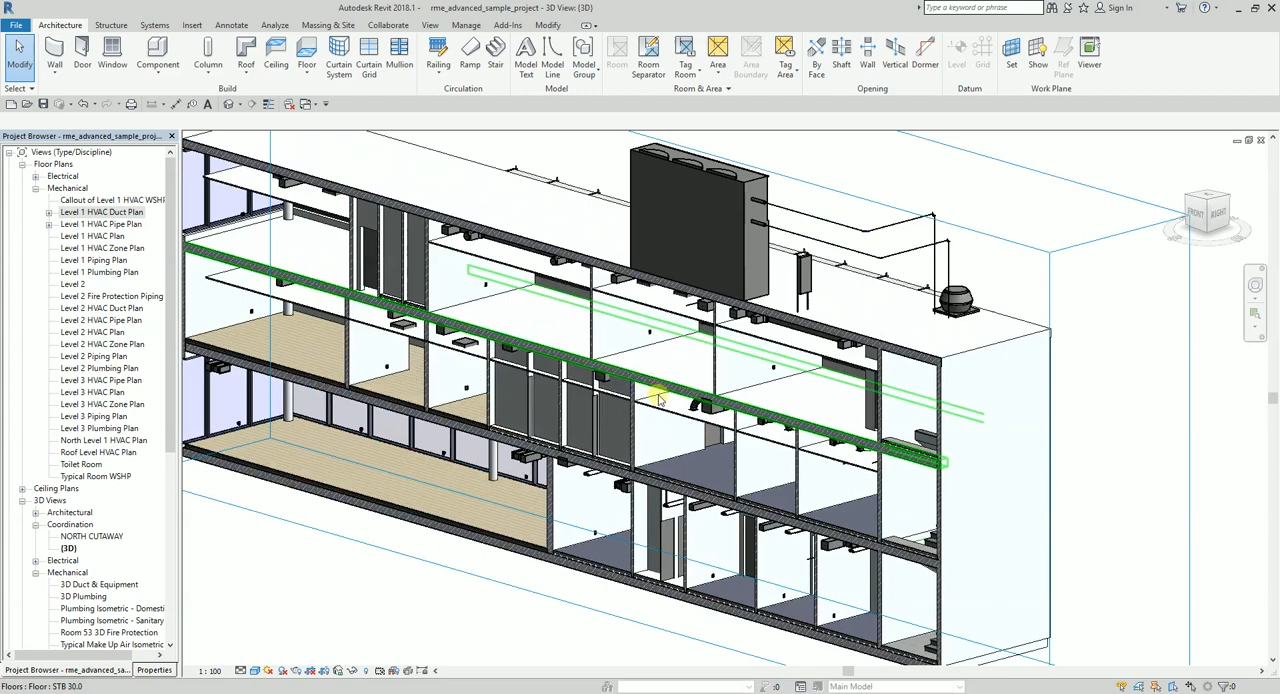 Autodesk Revit 2018.1 - rme_advanced_sample_project - 3D View: {3D}
Type a keyword or phrase
Sign In
File Architecture Structure Systems Insert Annotate Analyze Massing & Site Collaborate View Manage Add-Ins Modify
Modify Wall Door Window Component Column Roof Ceiling Floor Curtain System Curtain Grid Mullion Railing Ramp Stair Model Text Model Line Model Group Room Room Separator Tag Room Area Area Boundary Tag Area By Face Shaft Wall Vertical Dormer Level Grid Set Show Ref Plane Viewer
Select Build Circulation Model Room & Area Opening Datum Work Plane
Project Browser - rme_advanced_sample_proj...
Views (Type/Discipline)
Floor Plans
Electrical
Mechanical
Callout of Level 1 HVAC WSHP
Level 1 HVAC Duct Plan
Level 1 HVAC Pipe Plan
Level 1 HVAC Plan
Level 1 HVAC Zone Plan
Level 1 Piping Plan
Level 1 Plumbing Plan
Level 2
Level 2 Fire Protection Piping
Level 2 HVAC Duct Plan
Level 2 HVAC Pipe Plan
Level 2 HVAC Plan
Level 2 HVAC Zone Plan
Level 2 Piping Plan
Level 2 Plumbing Plan
Level 3 HVAC Pipe Plan
Level 3 HVAC Plan
Level 3 HVAC Zone Plan
Level 3 Piping Plan
Level 3 Plumbing Plan
North Level 1 HVAC Plan
Roof Level HVAC Plan
Toilet Room
Typical Room WSHP
Ceiling Plans
3D Views
Architectural
Coordination
NORTH CUTAWAY
{3D}
Electrical
Mechanical
3D Duct & Equipment
3D Plumbing
Plumbing Isometric - Domesti
Plumbing Isometric - Sanitary
Room 53 3D Fire Protection
Typical Make Up Air Isometric
FRONT RIGHT
Project Browser - rme_advanced_sa... Properties
1 : 100
Floors : Floor : STB 30.0
:0
Main Model
:0